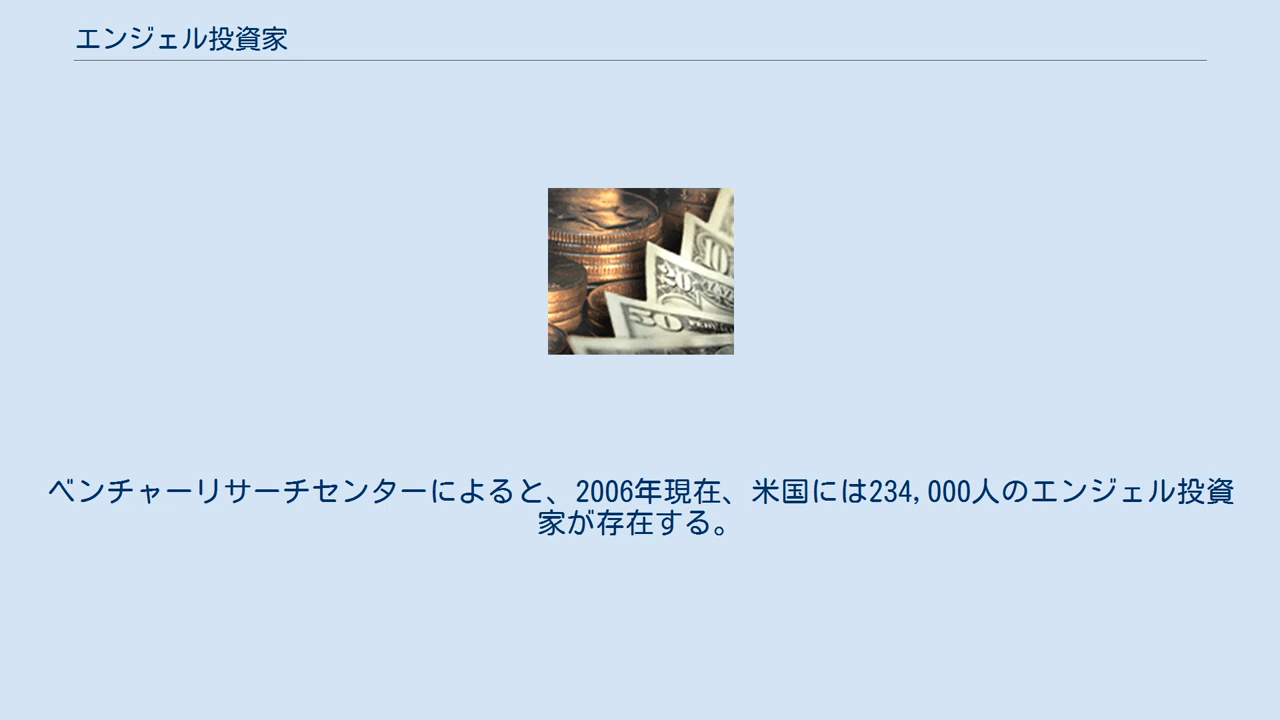 エンジェル投資家
10
20
50
ベンチャーリサーチセンターによると、2006年現在、米国には234,000人のエンジェル投資
家が存在する。